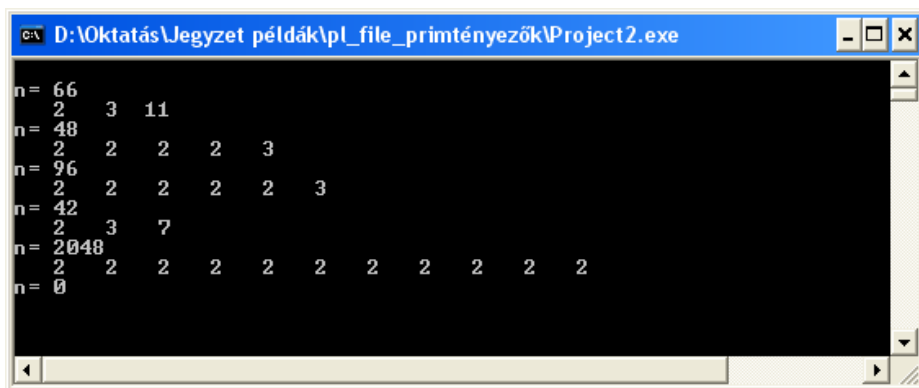 D:\Oktatás\Jegyzet példák\pl_file_primtényezők\Project2.exe
n= 66
2 3 11
n= 48
2 2 2 2 3
n= 96
2 2 2 2 2 3
n= 42
2 3 7
n= 2048
2 2 2 2 2 2 2 2 2 2 2
n= 0